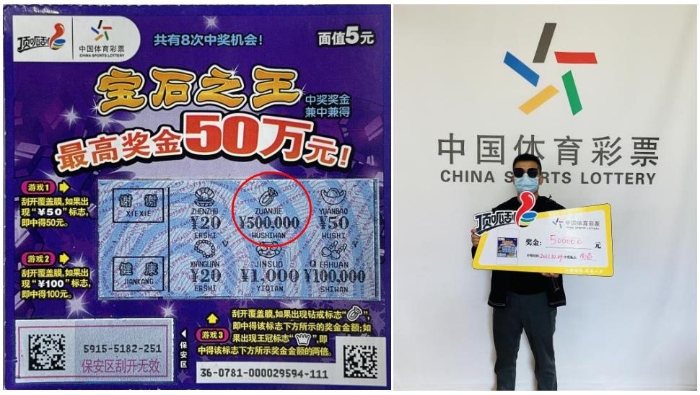 顶呱刮
中国体育彩票
CHINA SPORTS LOTTERY
共有8次中奖机会！
面值5元
宝石之王
中奖奖金
兼中兼得
最高奖金50万元！
游戏1
刮开覆盖膜,如果出
现“¥50”标志,
即中得50元。
谢谢
XIEXIE
ZHENZHU
¥20
ERSHI
ZUANJIE
¥500,000
WUSHIWAN
YUANBAO
¥50
WUSHI
游戏2
刮开覆盖膜,如果出
现“¥100”标志,
即中得100元。
健康
JIANKANG
¥20
ERSHI
¥1,000
YIQIAN
ERHUAN
¥100,000
SHIWAN
刮开覆盖膜,如果出现钻戒标志“
”,
即中得该标志下方所示的奖金金额;如
果出现王冠标志“
”,即
中得该标志下方所示奖金金额的两倍。
游戏3
5915-5182-251
保安区刮开无效
保安区
36-0781-000029594-111
中国体育彩票
CHINA SPORTS LOTTERY
顶呱刮
中国体育彩票
奖金:
500000
元